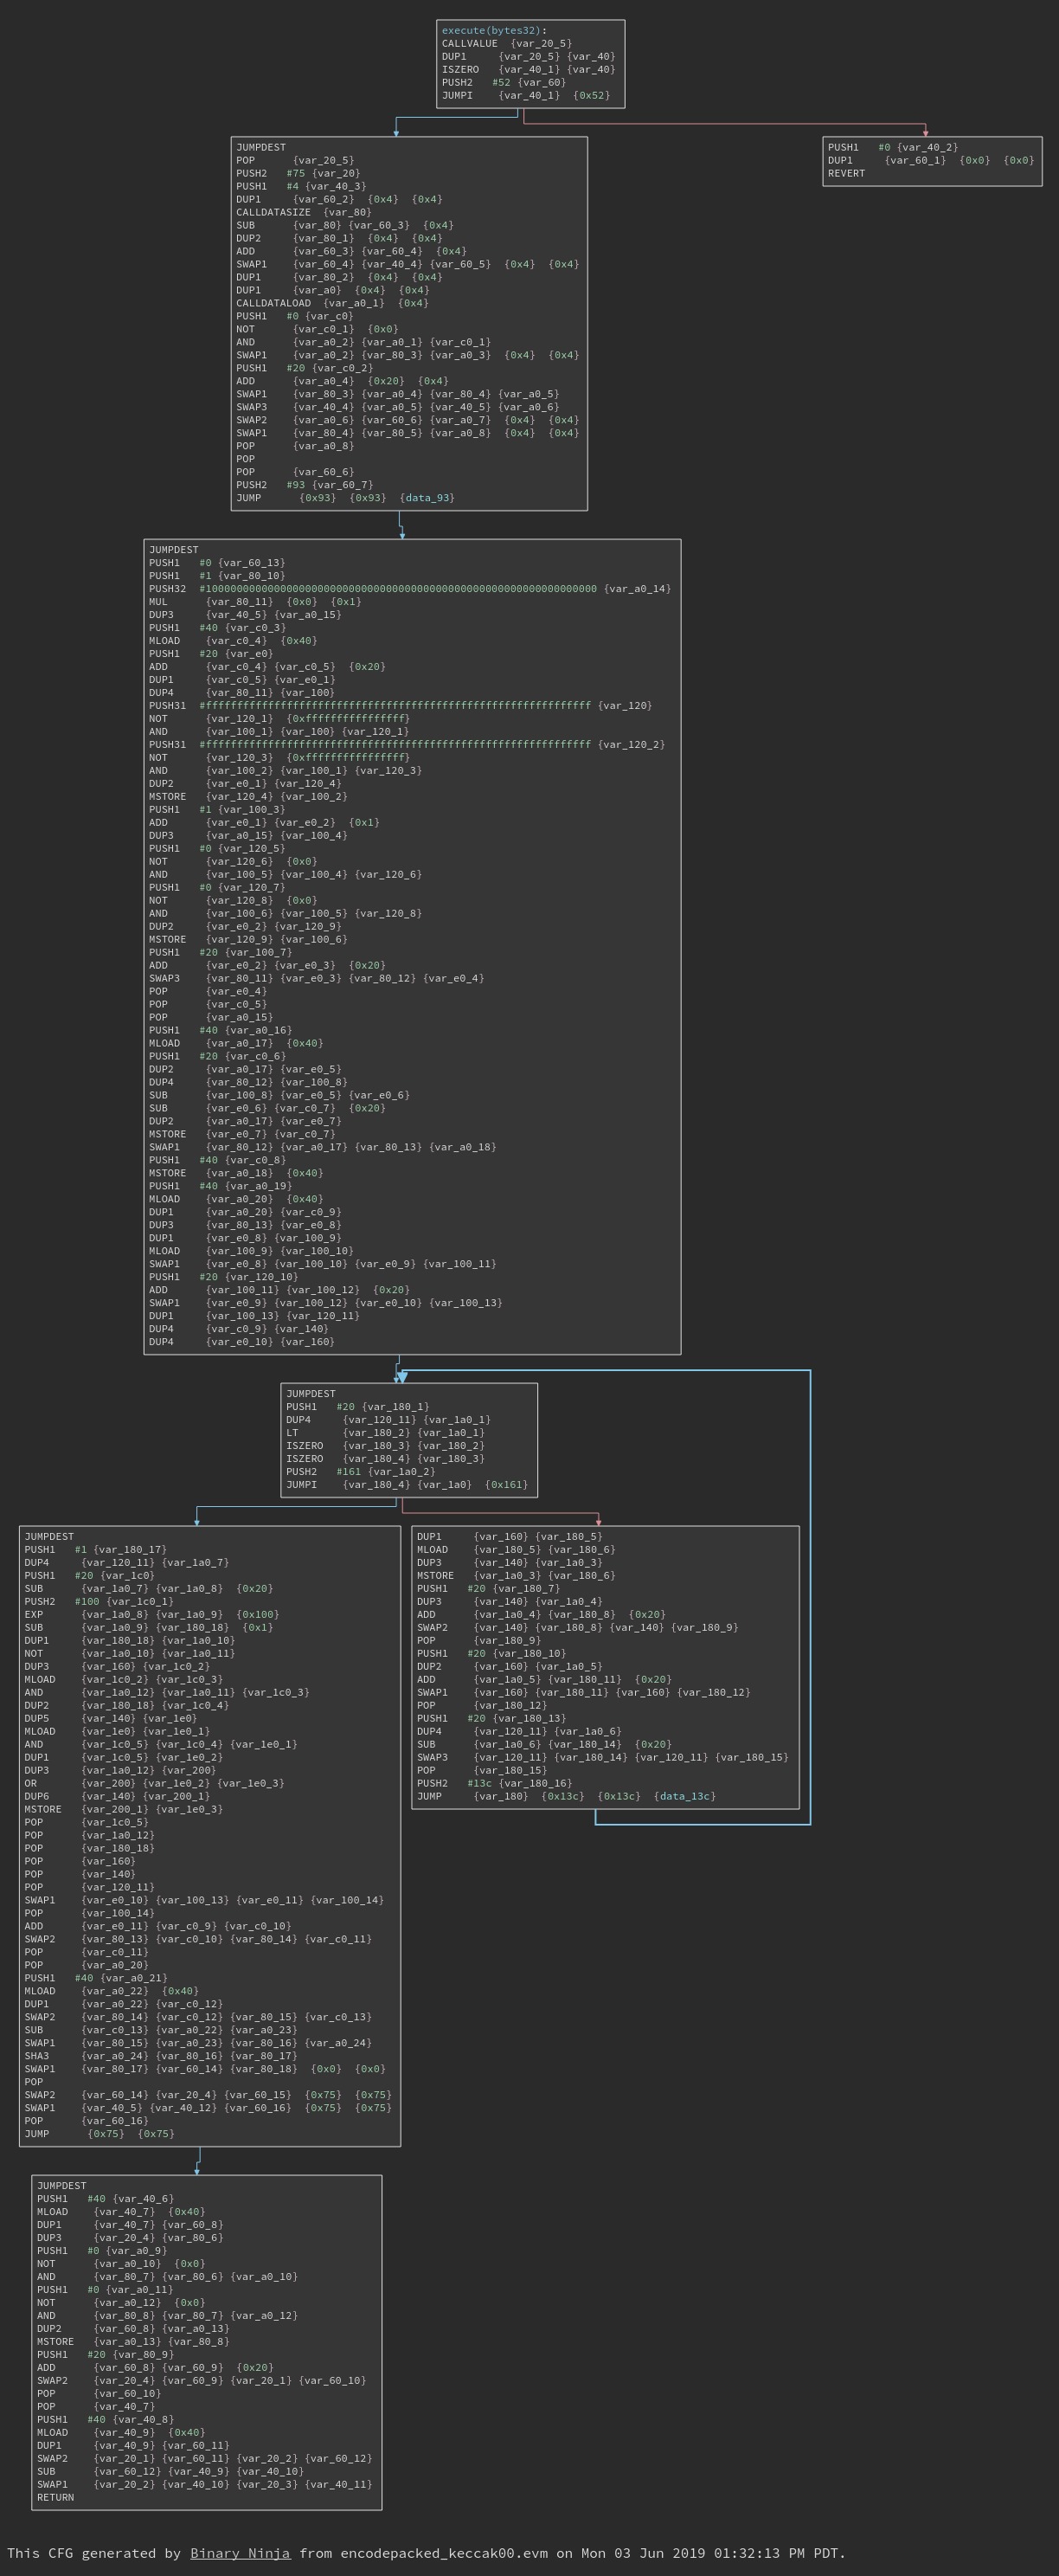 execute(bytes32):
CALLVALUE {var_20_5}
DUP1 {var_20_5} {var_40}
ISZERO {var_40_1} {var_40}
PUSH2 #52 {var_60}
JUMPI {var_40_1} {0x52}
JUMPDEST
POP {var_20_5}
PUSH2 #75 {var_20}
PUSH1 #4 {var_40_3}
DUP1 {var_60_2} {0x4} {0x4}
CALLDATASIZE {var_80}
SUB {var_80} {var_60_3} {0x4}
DUP2 {var_80_1} {0x4} {0x4}
ADD {var_60_3} {var_60_4} {0x4}
SWAP1 {var_60_4} {var_40_4} {var_60_5} {0x4} {0x4}
DUP1 {var_80_2} {0x4} {0x4}
DUP1 {var_a0} {0x4} {0x4}
CALLDATALOAD {var_a0_1} {0x4}
PUSH1 #0 {var_c0}
NOT {var_c0_1} {0x0}
AND {var_a0_2} {var_a0_1} {var_c0_1}
SWAP1 {var_a0_2} {var_80_3} {var_a0_3} {0x4} {0x4}
PUSH1 #20 {var_c0_2}
ADD {var_a0_4} {0x20} {0x4}
SWAP1 {var_80_3} {var_a0_4} {var_80_4} {var_a0_5}
SWAP3 {var_40_4} {var_a0_5} {var_40_5} {var_a0_6}
SWAP2 {var_a0_6} {var_60_6} {var_a0_7} {0x4} {0x4}
SWAP1 {var_80_4} {var_80_5} {var_a0_8} {0x4} {0x4}
POP {var_a0_8}
POP
POP {var_60_6}
PUSH2 #93 {var_60_7}
JUMP {0x93} {0x93} {data_93}
PUSH1 #0 {var_40_2}
DUP1 {var_60_1} {0x0} {0x0}
REVERT
JUMPDEST
PUSH1 #0 {var_60_13}
PUSH1 #1 {var_80_10}
PUSH32 #100000000000000000000000000000000000000000000000000000000000000 {var_a0_14}
MUL {var_80_11} {0x0} {0x1}
DUP3 {var_40_5} {var_a0_15}
PUSH1 #40 {var_c0_3}
MLOAD {var_c0_4} {0x40}
PUSH1 #20 {var_e0}
ADD {var_c0_4} {var_c0_5} {0x20}
DUP1 {var_c0_5} {var_e0_1}
DUP4 {var_80_11} {var_100}
PUSH31 #ffffffffffffffffffffffffffffffffffffffffffffffffffffffffffffff {var_120}
NOT {var_120_1} {0xffffffffffffffff}
AND {var_100_1} {var_100} {var_120_1}
PUSH31 #ffffffffffffffffffffffffffffffffffffffffffffffffffffffffffffff {var_120_2}
NOT {var_120_3} {0xffffffffffffffff}
AND {var_100_2} {var_100_1} {var_120_3}
DUP2 {var_e0_1} {var_120_4}
MSTORE {var_120_4} {var_100_2}
PUSH1 #1 {var_100_3}
ADD {var_e0_1} {var_e0_2} {0x1}
DUP3 {var_a0_15} {var_100_4}
PUSH1 #0 {var_120_5}
NOT {var_120_6} {0x0}
AND {var_100_5} {var_100_4} {var_120_6}
PUSH1 #0 {var_120_7}
NOT {var_120_8} {0x0}
AND {var_100_6} {var_100_5} {var_120_8}
DUP2 {var_e0_2} {var_120_9}
MSTORE {var_120_9} {var_100_6}
PUSH1 #20 {var_100_7}
ADD {var_e0_2} {var_e0_3} {0x20}
SWAP3 {var_80_11} {var_e0_3} {var_80_12} {var_e0_4}
POP {var_e0_4}
POP {var_c0_5}
POP {var_a0_15}
PUSH1 #40 {var_a0_16}
MLOAD {var_a0_17} {0x40}
PUSH1 #20 {var_c0_6}
DUP2 {var_a0_17} {var_e0_5}
DUP4 {var_80_12} {var_100_8}
SUB {var_100_8} {var_e0_5} {var_e0_6}
SUB {var_e0_6} {var_c0_7} {0x20}
DUP2 {var_a0_17} {var_e0_7}
MSTORE {var_e0_7} {var_c0_7}
SWAP1 {var_80_12} {var_a0_17} {var_80_13} {var_a0_18}
PUSH1 #40 {var_c0_8}
MSTORE {var_a0_18} {0x40}
PUSH1 #40 {var_a0_19}
MLOAD {var_a0_20} {0x40}
DUP1 {var_a0_20} {var_c0_9}
DUP3 {var_80_13} {var_e0_8}
DUP1 {var_e0_8} {var_100_9}
MLOAD {var_100_9} {var_100_10}
SWAP1 {var_e0_8} {var_100_10} {var_e0_9} {var_100_11}
PUSH1 #20 {var_120_10}
ADD {var_100_11} {var_100_12} {0x20}
SWAP1 {var_e0_9} {var_100_12} {var_e0_10} {var_100_13}
DUP1 {var_100_13} {var_120_11}
DUP4 {var_c0_9} {var_140}
DUP4 {var_e0_10} {var_160}
JUMPDEST
PUSH1 #20 {var_180_1}
DUP4 {var_120_11} {var_1a0_1}
LT {var_180_2} {var_1a0_1}
ISZERO {var_180_3} {var_180_2}
ISZERO {var_180_4} {var_180_3}
PUSH2 #161 {var_1a0_2}
JUMPI {var_180_4} {var_1a0} {0x161}
JUMPDEST
PUSH1 #1 {var_180_17}
DUP4 {var_120_11} {var_1a0_7}
PUSH1 #20 {var_1c0}
SUB {var_1a0_7} {var_1a0_8} {0x20}
PUSH2 #100 {var_1c0_1}
EXP {var_1a0_8} {var_1a0_9} {0x100}
SUB {var_1a0_9} {var_180_18} {0x1}
DUP1 {var_180_18} {var_1a0_10}
NOT {var_1a0_10} {var_1a0_11}
DUP3 {var_160} {var_1c0_2}
MLOAD {var_1c0_2} {var_1c0_3}
AND {var_1a0_12} {var_1a0_11} {var_1c0_3}
DUP2 {var_180_18} {var_1c0_4}
DUP5 {var_140} {var_1e0}
MLOAD {var_1e0} {var_1e0_1}
AND {var_1c0_5} {var_1c0_4} {var_1e0_1}
DUP1 {var_1c0_5} {var_1e0_2}
DUP3 {var_1a0_12} {var_200}
OR {var_200} {var_1e0_2} {var_1e0_3}
DUP6 {var_140} {var_200_1}
MSTORE {var_200_1} {var_1e0_3}
POP {var_1c0_5}
POP {var_1a0_12}
POP {var_180_18}
POP {var_160}
POP {var_140}
POP {var_120_11}
SWAP1 {var_e0_10} {var_100_13} {var_e0_11} {var_100_14}
POP {var_100_14}
ADD {var_e0_11} {var_c0_9} {var_c0_10}
SWAP2 {var_80_13} {var_c0_10} {var_80_14} {var_c0_11}
POP {var_c0_11}
POP {var_a0_20}
PUSH1 #40 {var_a0_21}
MLOAD {var_a0_22} {0x40}
DUP1 {var_a0_22} {var_c0_12}
SWAP2 {var_80_14} {var_c0_12} {var_80_15} {var_c0_13}
SUB {var_c0_13} {var_a0_22} {var_a0_23}
SWAP1 {var_80_15} {var_a0_23} {var_80_16} {var_a0_24}
SHA3 {var_a0_24} {var_80_16} {var_80_17}
SWAP1 {var_80_17} {var_60_14} {var_80_18} {0x0} {0x0}
POP
SWAP2 {var_60_14} {var_20_4} {var_60_15} {0x75} {0x75}
SWAP1 {var_40_5} {var_40_12} {var_60_16} {0x75} {0x75}
POP {var_60_16}
JUMP {0x75} {0x75}
DUP1 {var_160} {var_180_5}
MLOAD {var_180_5} {var_180_6}
DUP3 {var_140} {var_1a0_3}
MSTORE {var_1a0_3} {var_180_6}
PUSH1 #20 {var_180_7}
DUP3 {var_140} {var_1a0_4}
ADD {var_1a0_4} {var_180_8} {0x20}
SWAP2 {var_140} {var_180_8} {var_140} {var_180_9}
POP {var_180_9}
PUSH1 #20 {var_180_10}
DUP2 {var_160} {var_1a0_5}
ADD {var_1a0_5} {var_180_11} {0x20}
SWAP1 {var_160} {var_180_11} {var_160} {var_180_12}
POP {var_180_12}
PUSH1 #20 {var_180_13}
DUP4 {var_120_11} {var_1a0_6}
SUB {var_1a0_6} {var_180_14} {0x20}
SWAP3 {var_120_11} {var_180_14} {var_120_11} {var_180_15}
POP {var_180_15}
PUSH2 #13c {var_180_16}
JUMP {var_180} {0x13c} {0x13c} {data_13c}
JUMPDEST
PUSH1 #40 {var_40_6}
MLOAD {var_40_7} {0x40}
DUP1 {var_40_7} {var_60_8}
DUP3 {var_20_4} {var_80_6}
PUSH1 #0 {var_a0_9}
NOT {var_a0_10} {0x0}
AND {var_80_7} {var_80_6} {var_a0_10}
PUSH1 #0 {var_a0_11}
NOT {var_a0_12} {0x0}
AND {var_80_8} {var_80_7} {var_a0_12}
DUP2 {var_60_8} {var_a0_13}
MSTORE {var_a0_13} {var_80_8}
PUSH1 #20 {var_80_9}
ADD {var_60_8} {var_60_9} {0x20}
SWAP2 {var_20_4} {var_60_9} {var_20_1} {var_60_10}
POP {var_60_10}
POP {var_40_7}
PUSH1 #40 {var_40_8}
MLOAD {var_40_9} {0x40}
DUP1 {var_40_9} {var_60_11}
SWAP2 {var_20_1} {var_60_11} {var_20_2} {var_60_12}
SUB {var_60_12} {var_40_9} {var_40_10}
SWAP1 {var_20_2} {var_40_10} {var_20_3} {var_40_11}
RETURN
This CFG generated by Binary Ninja from encodepacked_keccak00.evm on Mon 03 Jun 2019 01:32:13 PM PDT.